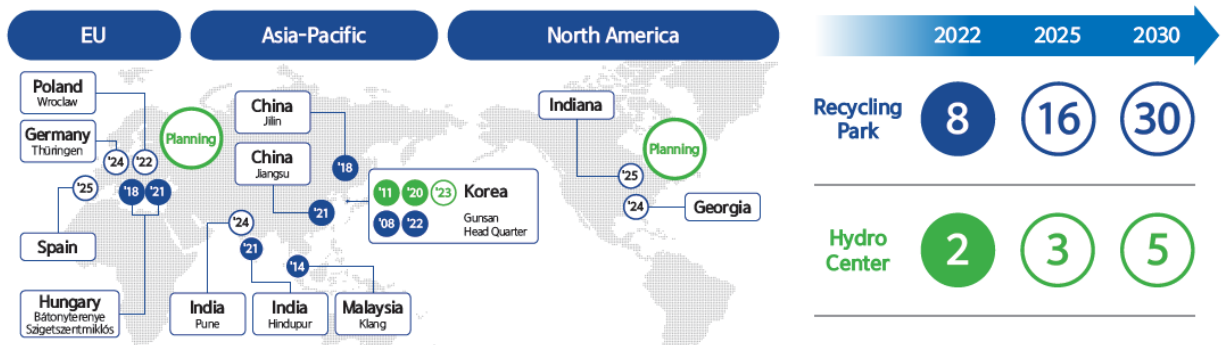 EU
Asia-Pacific
North America
2022
2025
2030
Poland
Wroclaw
Germany
Thüringen
Planning
'24
'22
'25
'18
'21
Spain
Hungary
Bátonyterenye
Szigetszentmiklós
China
Jilin
'18
China
Jiangsu
'21
'24
'21
'14
India
Pune
India
Hindupur
Malaysia
Klang
'11
'20
'23
Korea
'08
'22
Gunsan
Head Quarter
Indiana
Planning
'25
'24
Georgia
Recycling
Park
8
16
30
Hydro
Center
2
3
5